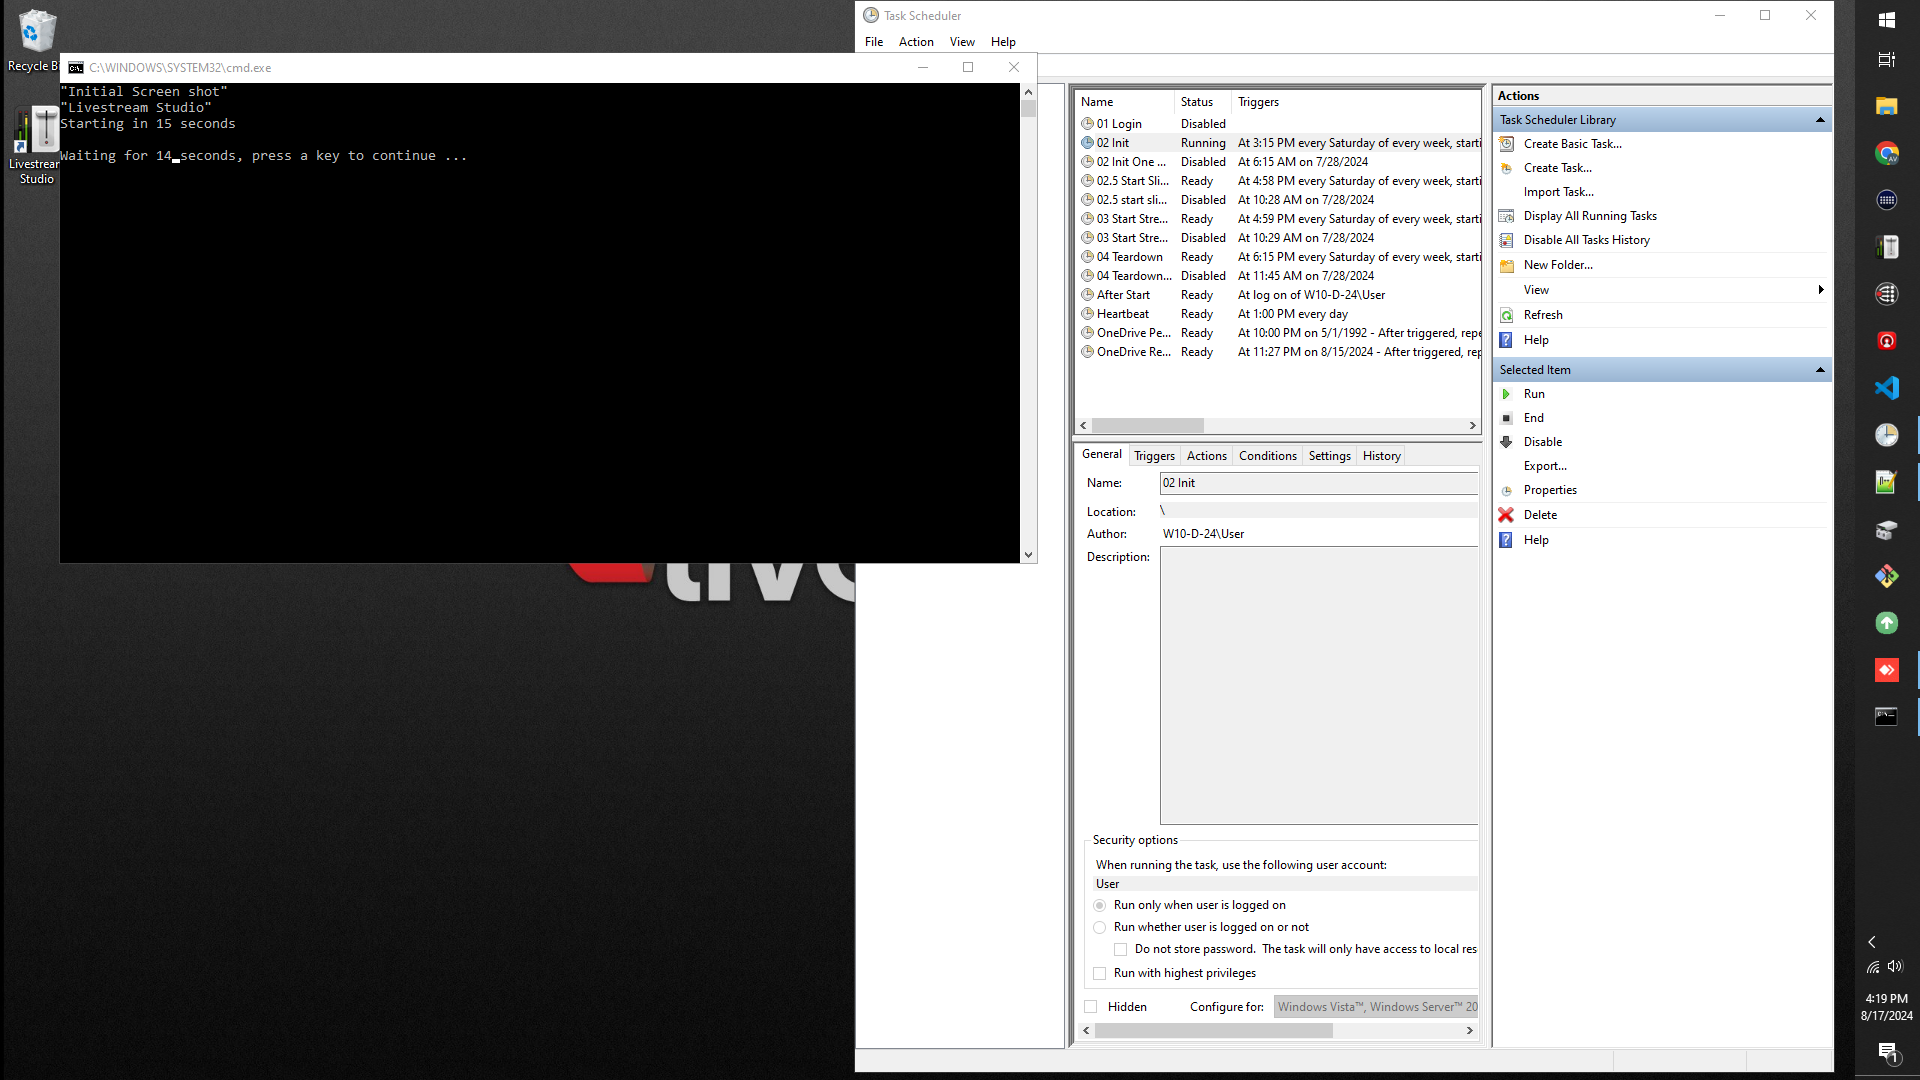 Recycle Bi
Livestream
Studio
C:\WINDOWS\SYSTEM32\cmd.exe
"Initial Screen shot"
"Livestream Studio"
Starting in 15 seconds
Waiting for 14 seconds, press a key to continue ...
Task Scheduler
File Action View Help
Name Status Triggers
01 Login Disabled
02 Init Running At 3:15 PM every Saturday of every week, starti
02 Init One ... Disabled At 6:15 AM on 7/28/2024
02.5 Start Sli... Ready At 4:58 PM every Saturday of every week, starti
02.5 start sli... Disabled At 10:28 AM on 7/28/2024
03 Start Stre... Ready At 4:59 PM every Saturday of every week, starti
03 Start Stre... Disabled At 10:29 AM on 7/28/2024
04 Teardown Ready At 6:15 PM every Saturday of every week, starti
04 Teardown... Disabled At 11:45 AM on 7/28/2024
After Start Ready At log on of W10-D-24\User
Heartbeat Ready At 1:00 PM every day
OneDrive Pe... Ready At 10:00 PM on 5/1/1992 - After triggered, repe
OneDrive Re... Ready At 11:27 PM on 8/15/2024 - After triggered, rep
General Triggers Actions Conditions Settings History
Name: 02 Init
Location: \
Author: W10-D-24\User
Description:
Security options
When running the task, use the following user account:
User
Run only when user is logged on
Run whether user is logged on or not
Do not store password. The task will only have access to local res
Run with highest privileges
Hidden Configure for: Windows Vista™, Windows Server™ 20
Actions
Task Scheduler Library
Create Basic Task...
Create Task...
Import Task...
Display All Running Tasks
Disable All Tasks History
New Folder...
View
Refresh
Help
Selected Item
Run
End
Disable
Export...
Properties
Delete
Help
4:19 PM
8/17/2024
1